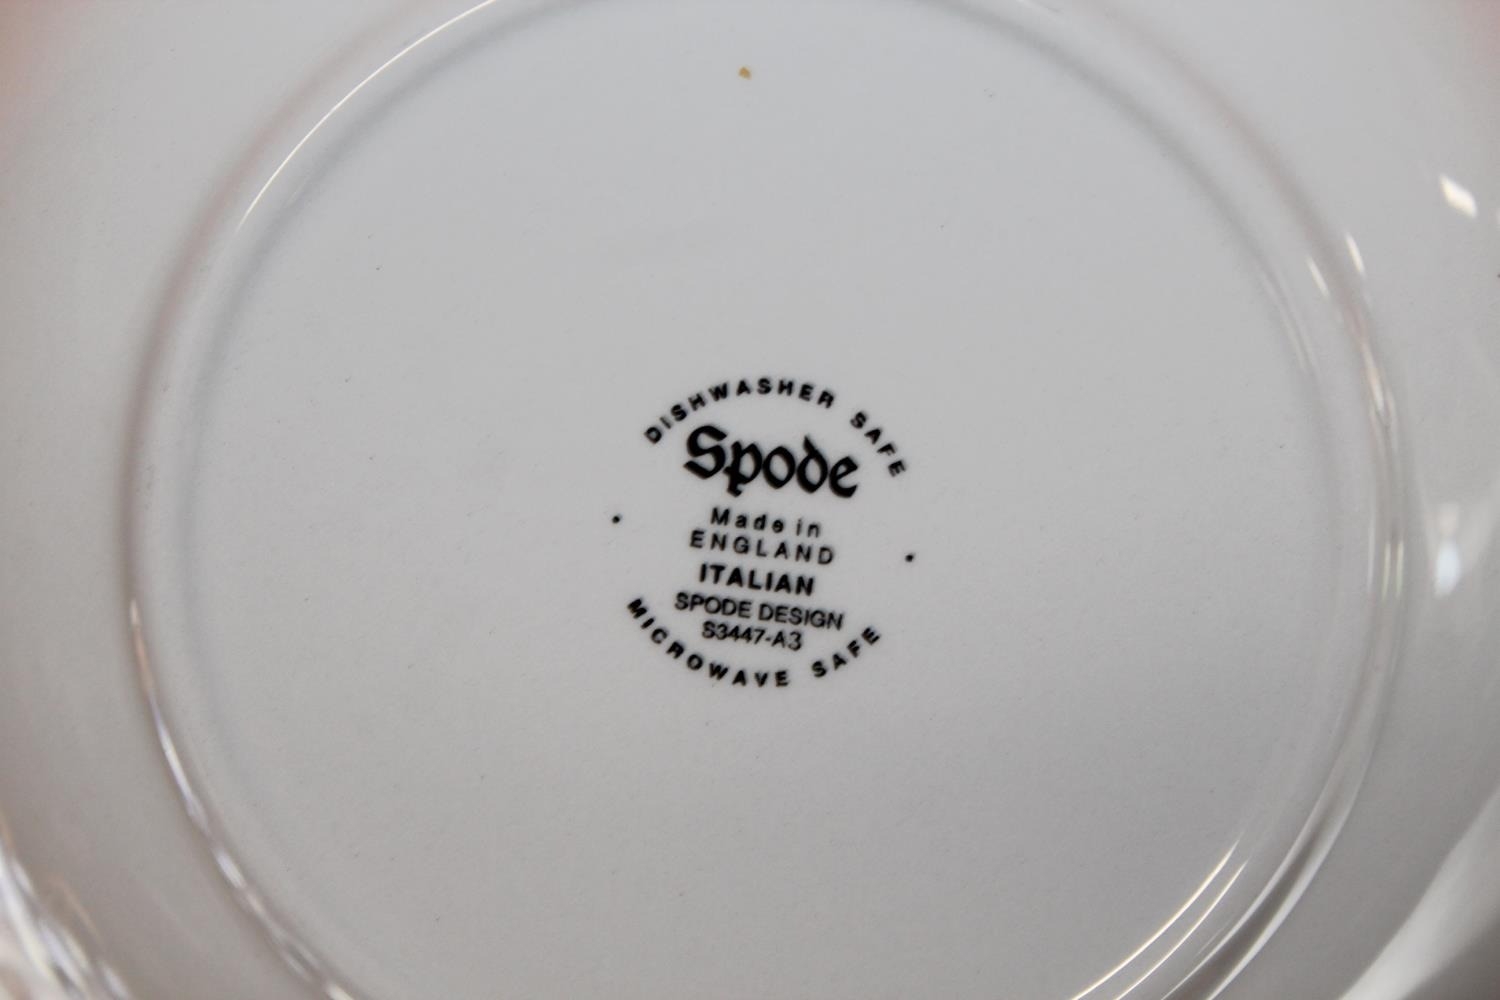 DISHWASHER SAFE
Spode
Made in
ENGLAND
ITALIAN
SPODE DESIGN
S3447-A3
MICROWAVE SAFE